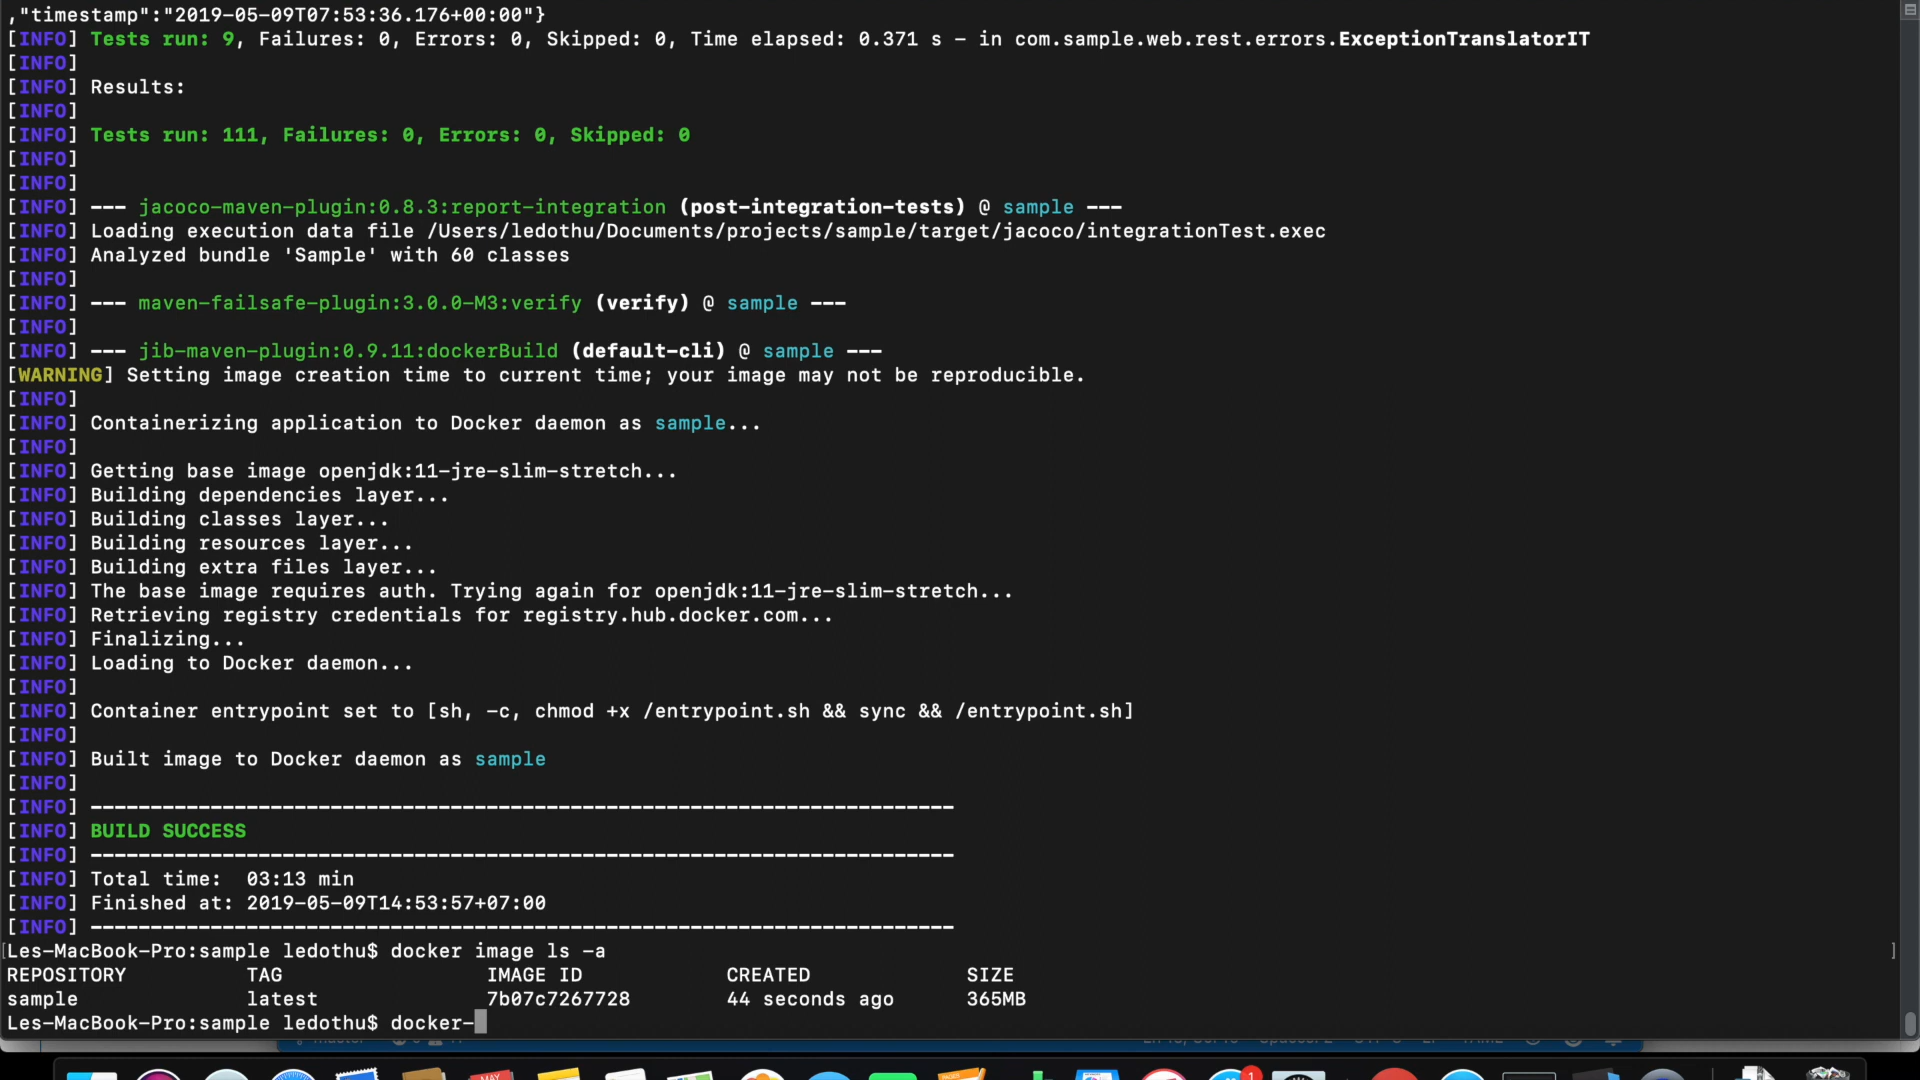 ,"timestamp":"2019-05-09T07:53:36.176+00:00"}
[INFO] Tests run: 9, Failures: 0, Errors: 0, Skipped: 0, Time elapsed: 0.371 s - in com.sample.web.rest.errors.ExceptionTranslatorIT
[INFO]
[INFO] Results:
[INFO]
[INFO] Tests run: 111, Failures: 0, Errors: 0, Skipped: 0
[INFO]
[INFO]
[INFO] --- jacoco-maven-plugin:0.8.3:report-integration (post-integration-tests) @ sample ---
[INFO] Loading execution data file /Users/ledothu/Documents/projects/sample/target/jacoco/integrationTest.exec
[INFO] Analyzed bundle 'Sample' with 60 classes
[INFO]
[INFO] --- maven-failsafe-plugin:3.0.0-M3:verify (verify) @ sample ---
[INFO]
[INFO] --- jib-maven-plugin:0.9.11:dockerBuild (default-cli) @ sample ---
[WARNING] Setting image creation time to current time; your image may not be reproducible.
[INFO]
[INFO] Containerizing application to Docker daemon as sample...
[INFO]
[INFO] Getting base image openjdk:11-jre-slim-stretch...
[INFO] Building dependencies layer...
[INFO] Building classes layer...
[INFO] Building resources layer...
[INFO] Building extra files layer...
[INFO] The base image requires auth. Trying again for openjdk:11-jre-slim-stretch...
[INFO] Retrieving registry credentials for registry.hub.docker.com...
[INFO] Finalizing...
[INFO] Loading to Docker daemon...
[INFO]
[INFO] Container entrypoint set to [sh, -c, chmod +x /entrypoint.sh && sync && /entrypoint.sh]
[INFO]
[INFO] Built image to Docker daemon as sample
[INFO]
[INFO] ------------------------------------------------------------------------
[INFO] BUILD SUCCESS
[INFO] ------------------------------------------------------------------------
[INFO] Total time:  03:13 min
[INFO] Finished at: 2019-05-09T14:53:57+07:00
[INFO] ------------------------------------------------------------------------
[Les-MacBook-Pro:sample ledothu$ docker image ls -a ]
REPOSITORY          TAG                 IMAGE ID            CREATED             SIZE
sample              latest              7b07c7267728        44 seconds ago      365MB
Les-MacBook-Pro:sample ledothu$ docker-
MAY
PAGES
1